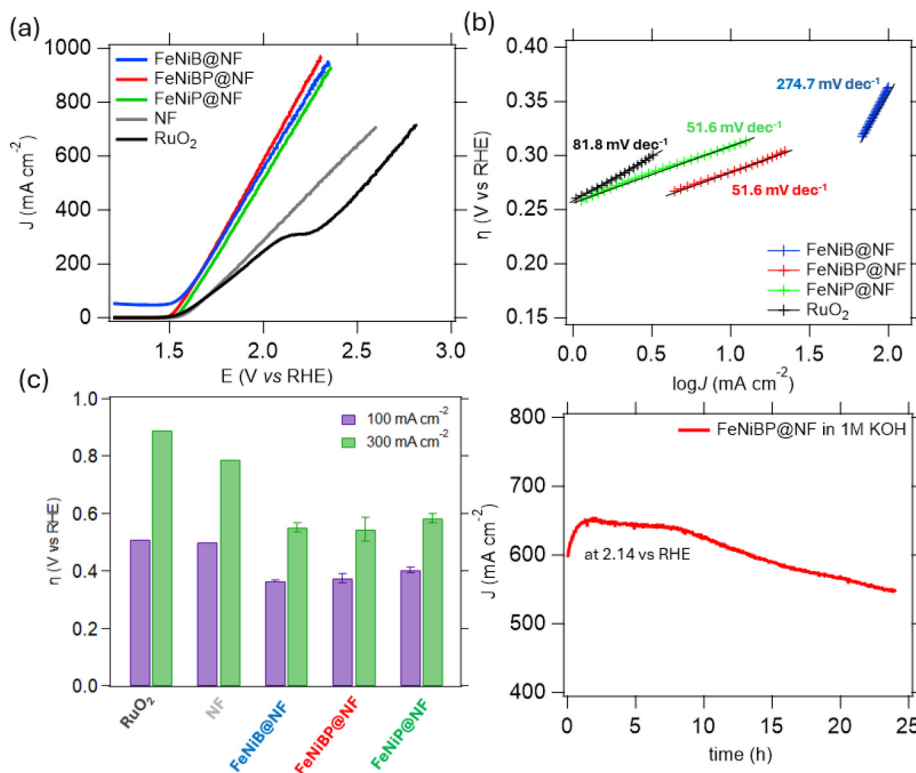 (a)
1000
800
600
400
200
0
J (mA cm⁻²)
FeNiB@NF
FeNiBP@NF
FeNiP@NF
NF
RuO₂
1.5
2.0
2.5
3.0
E (V vs RHE)
(b)
0.40
0.35
0.30
0.25
0.20
0.15
η (V vs RHE)
274.7 mV dec⁻¹
51.6 mV dec⁻¹
81.8 mV dec⁻¹
51.6 mV dec⁻¹
FeNiB@NF
FeNiBP@NF
FeNiP@NF
RuO₂
0.0
0.5
1.0
1.5
2.0
logJ (mA cm⁻²)
(c)
1.0
0.8
0.6
0.4
0.2
0.0
η (V vs RHE)
100 mA cm⁻²
300 mA cm⁻²
RuO₂
NF
FeNiB@NF
FeNiBP@NF
FeNiP@NF
800
700
600
500
400
J (mA cm⁻²)
FeNiBP@NF in 1M KOH
at 2.14 vs RHE
0
5
10
15
20
25
time (h)